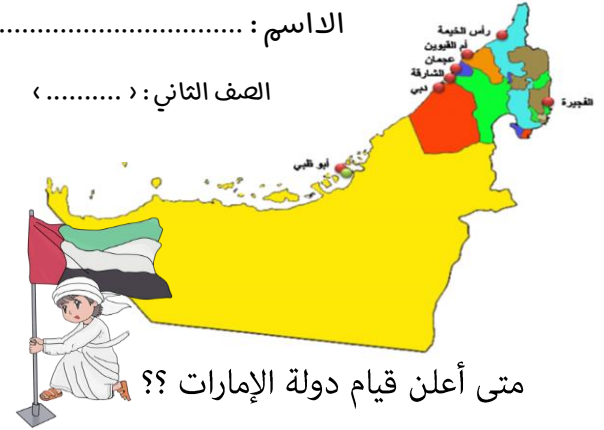 الاسم : ................................
الصف الثاني : ‹ .......... ›
رأس الخيمة
أم القيوين
عجمان
الشارقة
دبي
الفجيرة
أبو ظبي
متى أعلن قيام دولة الإمارات ؟؟